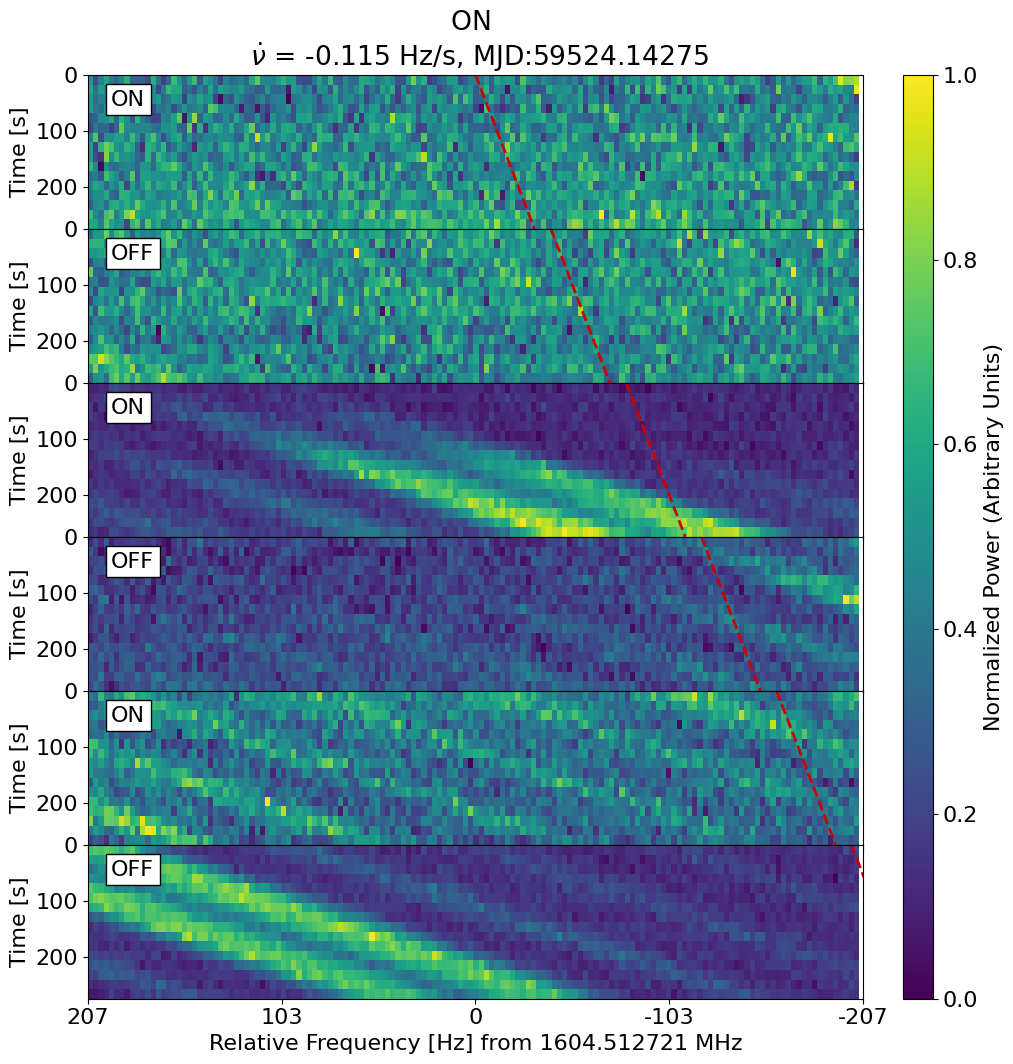 ON
ν̇ = -0.115 Hz/s, MJD:59524.14275
0
ON
100
Time [s]
200
0
OFF
100
Time [s]
200
0
ON
100
Time [s]
200
0
OFF
100
Time [s]
200
0
ON
100
Time [s]
200
0
OFF
100
Time [s]
200
207 103 0 -103 -207
Relative Frequency [Hz] from 1604.512721 MHz
1.0
0.8
0.6
0.4
0.2
0.0
Normalized Power (Arbitrary Units)